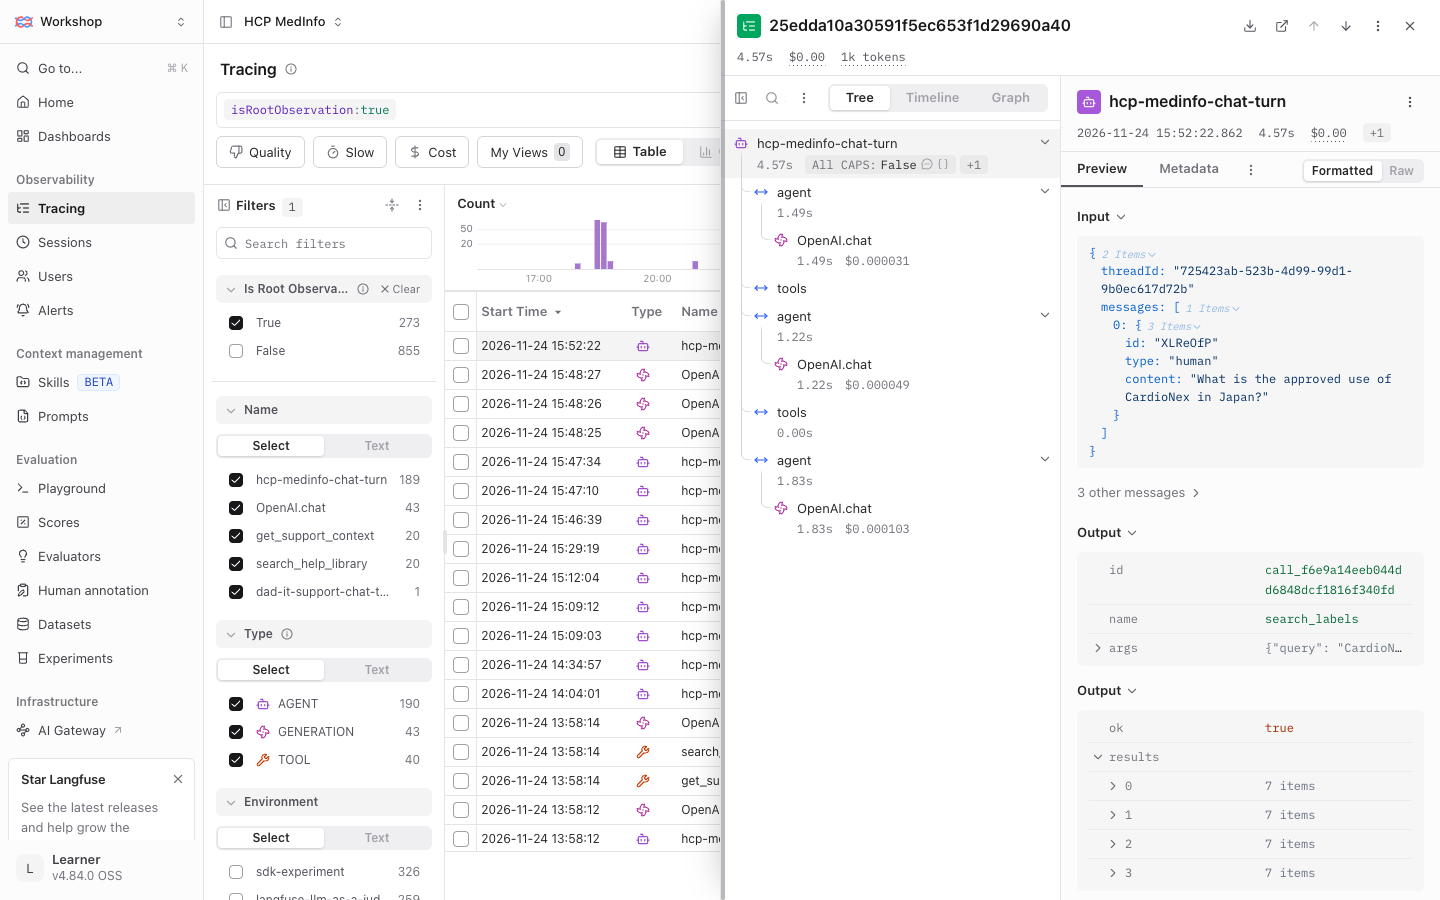 Workshop
Go to...
⌘ K
Home
Dashboards
Observability
Tracing
Sessions
Users
Alerts
Context management
Skills BETA
Prompts
Evaluation
Playground
Scores
Evaluators
Human annotation
Datasets
Experiments
Infrastructure
AI Gateway
Star Langfuse
See the latest releases
and help grow the
L
Learner
v4.84.0 OSS
HCP MedInfo
Tracing
isRootObservation:true
Quality
Slow
Cost
My Views 0
Table
Filters 1
Search filters
Is Root Observa...
Clear
True 273
False 855
Name
Select
Text
hcp-medinfo-chat-turn 189
OpenAI.chat 43
get_support_context 20
search_help_library 20
dad-it-support-chat-t... 1
Type
Select
Text
AGENT 190
GENERATION 43
TOOL 40
Environment
Select
Text
sdk-experiment 326
Count
50
20
17:00
20:00
Start Time
Type
Name
2026-11-24 15:52:22 hcp-m
2026-11-24 15:48:27 OpenA
2026-11-24 15:48:26 OpenA
2026-11-24 15:48:25 OpenA
2026-11-24 15:47:34 hcp-m
2026-11-24 15:47:10 hcp-m
2026-11-24 15:46:39 hcp-m
2026-11-24 15:29:19 hcp-m
2026-11-24 15:12:04 hcp-m
2026-11-24 15:09:12 hcp-m
2026-11-24 15:09:03 hcp-m
2026-11-24 14:34:57 hcp-m
2026-11-24 14:04:01 hcp-m
2026-11-24 13:58:14 OpenA
2026-11-24 13:58:14 search_
2026-11-24 13:58:14 get_su
2026-11-24 13:58:12 OpenA
2026-11-24 13:58:12 hcp-m
25edda10a30591f5ec653f1d29690a40
4.57s $0.00 1k tokens
Tree
Timeline
Graph
hcp-medinfo-chat-turn
4.57s All CAPS: False +1
agent
1.49s
OpenAI.chat
1.49s $0.000031
tools
agent
1.22s
OpenAI.chat
1.22s $0.000049
tools
0.00s
agent
1.83s
OpenAI.chat
1.83s $0.000103
hcp-medinfo-chat-turn
2026-11-24 15:52:22.862 4.57s $0.00 +1
Preview
Metadata
Formatted
Raw
Input
{ 2 Items
threadId: "725423ab-523b-4d99-99d1-
9b0ec617d72b"
messages: [ 1 Items
0: { 3 Items
id: "XLReOfP"
type: "human"
content: "What is the approved use of
CardioNex in Japan?"
}
]
}
3 other messages
Output
id call_f6e9a14eeb044d
d6848dcf1816f340fd
name search_labels
args {"query": "CardioN…
Output
ok true
results
0 7 items
1 7 items
2 7 items
3 7 items